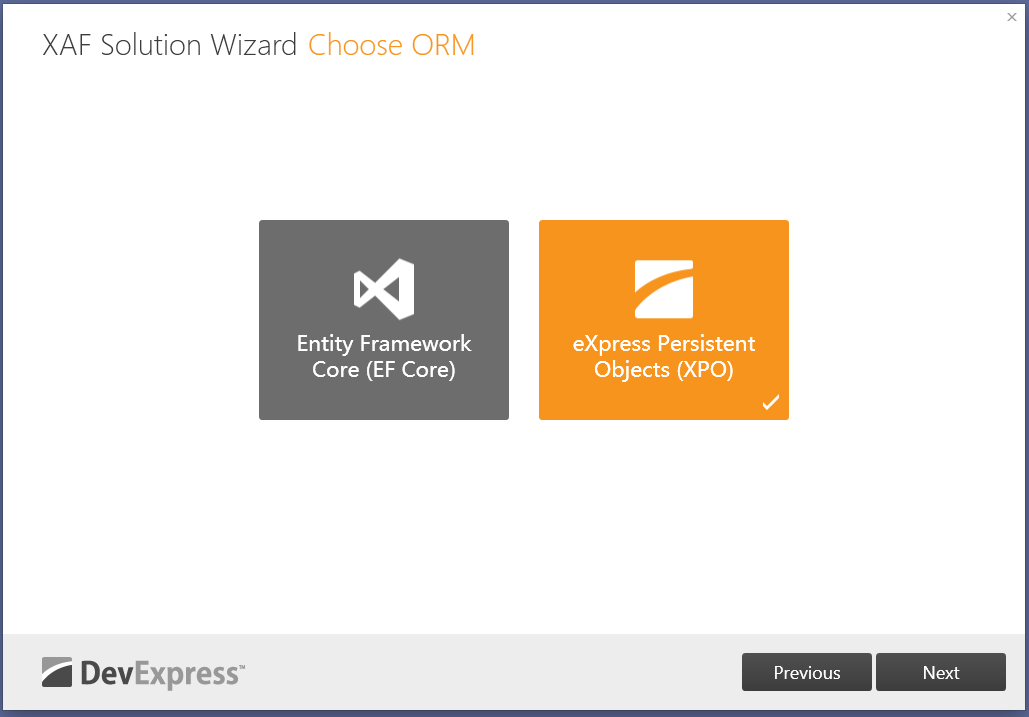 XAF Solution Wizard Choose ORM
Entity Framework
Core (EF Core)
eXpress Persistent
Objects (XPO)
DevExpress™
Previous
Next